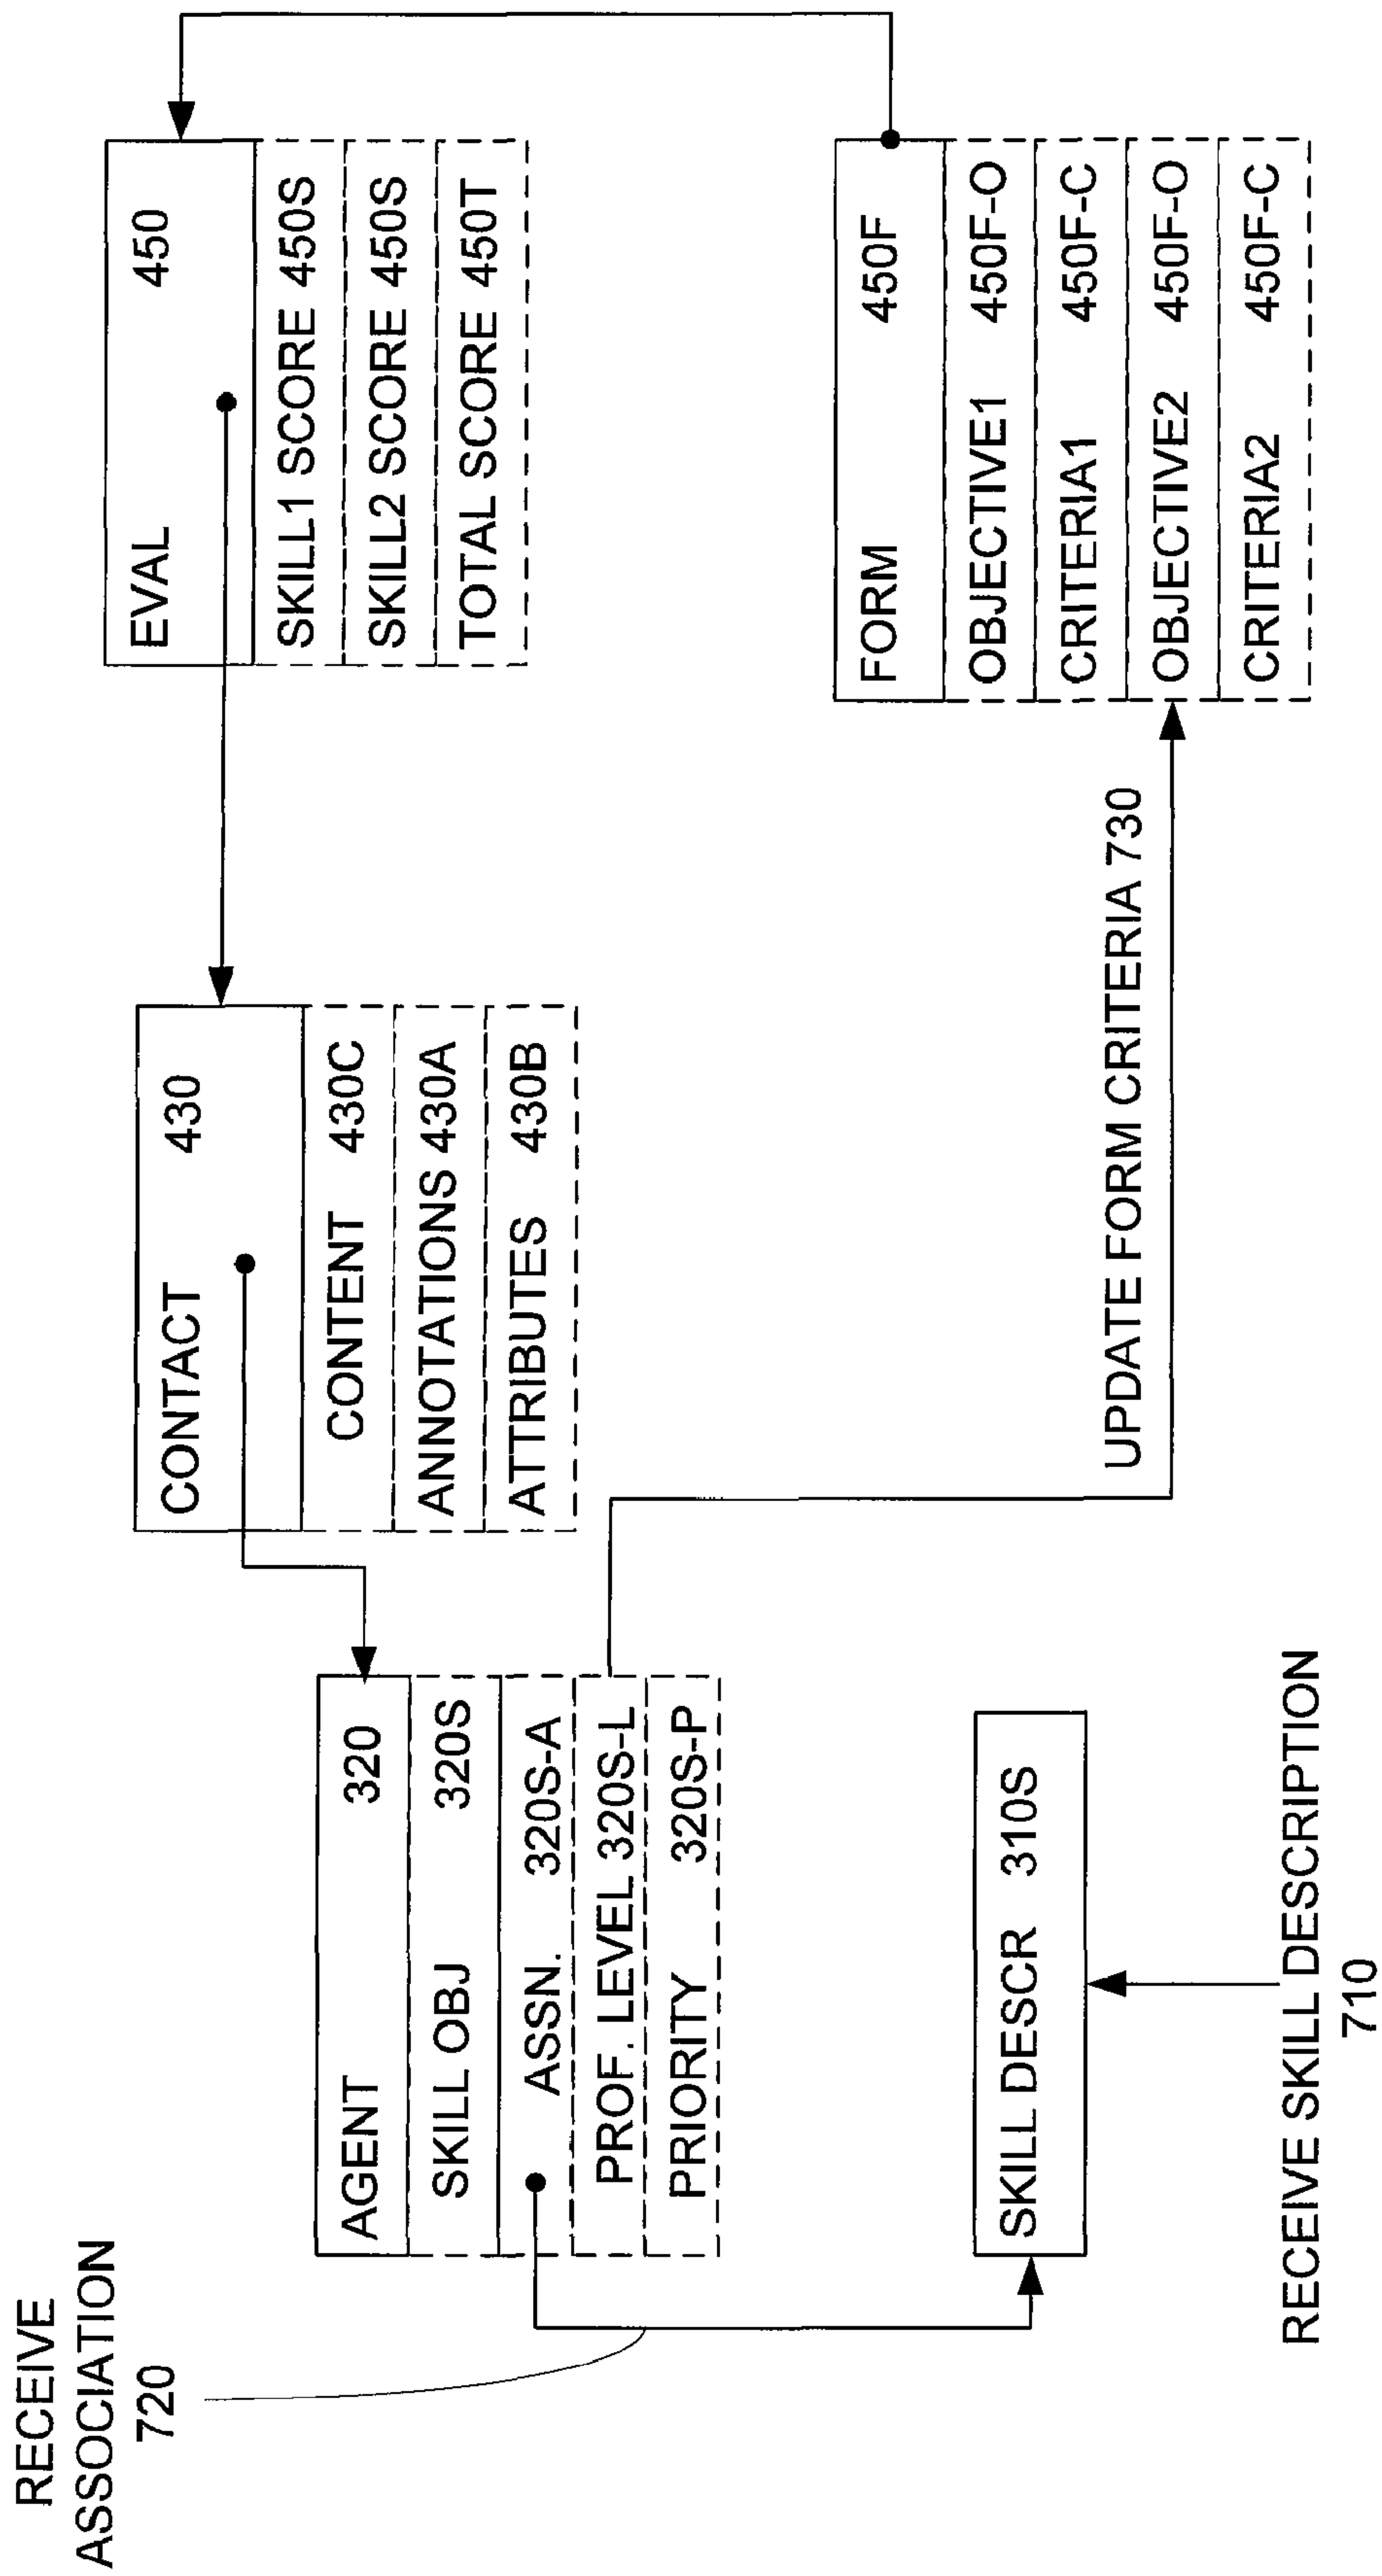 RECEIVE
ASSOCIATION
720
AGENT 320
SKILL OBJ 320S
ASSN. 320S-A
PROF. LEVEL 320S-L
PRIORITY 320S-P
SKILL DESCR 310S
RECEIVE SKILL DESCRIPTION
710
CONTACT 430
CONTENT 430C
ANNOTATIONS 430A
ATTRIBUTES 430B
EVAL 450
SKILL1 SCORE 450S
SKILL2 SCORE 450S
TOTAL SCORE 450T
UPDATE FORM CRITERIA 730
FORM 450F
OBJECTIVE1 450F-O
CRITERIA1 450F-C
OBJECTIVE2 450F-O
CRITERIA2 450F-C